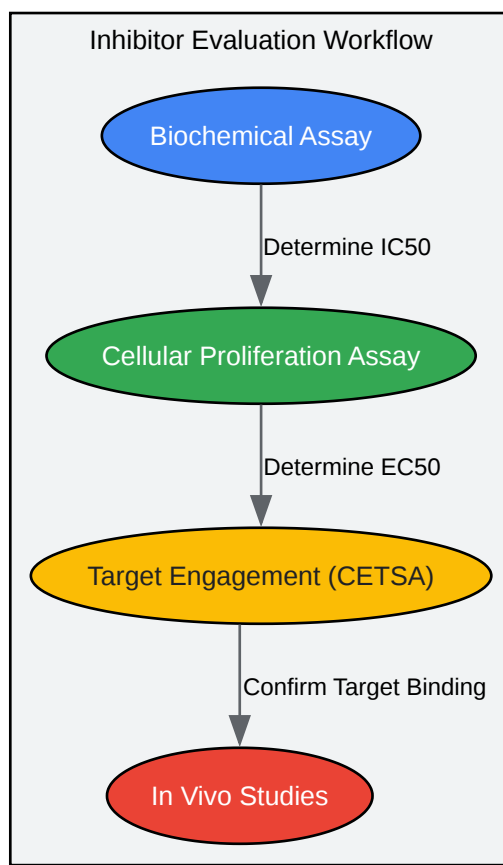 Inhibitor Evaluation Workflow
Biochemical Assay
Determine IC50
Cellular Proliferation Assay
Determine EC50
Target Engagement (CETSA)
Confirm Target Binding
In Vivo Studies